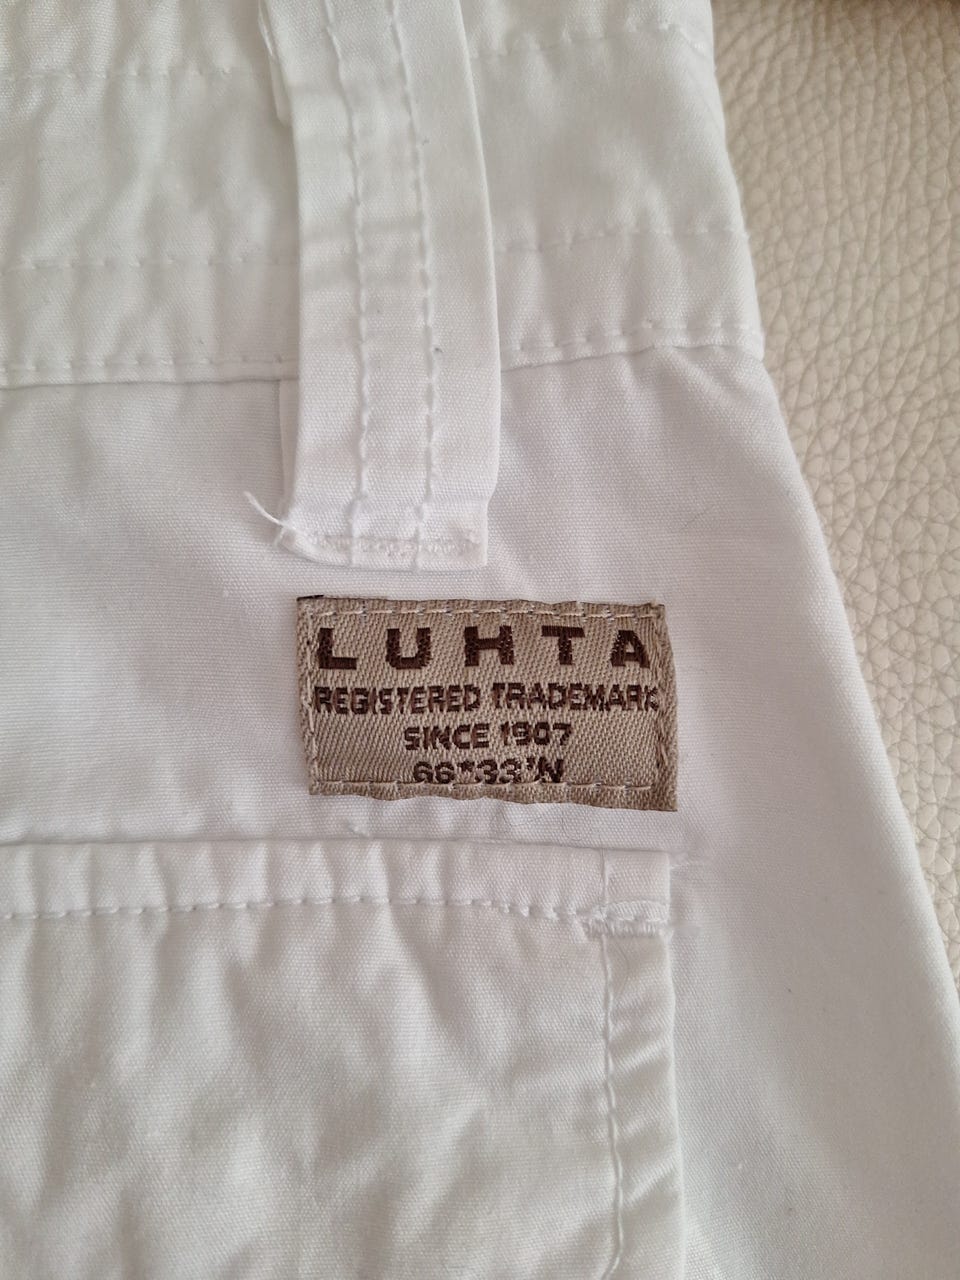 LUHTA
REGISTERED TRADEMARK
SINCE 1907
66°33'N